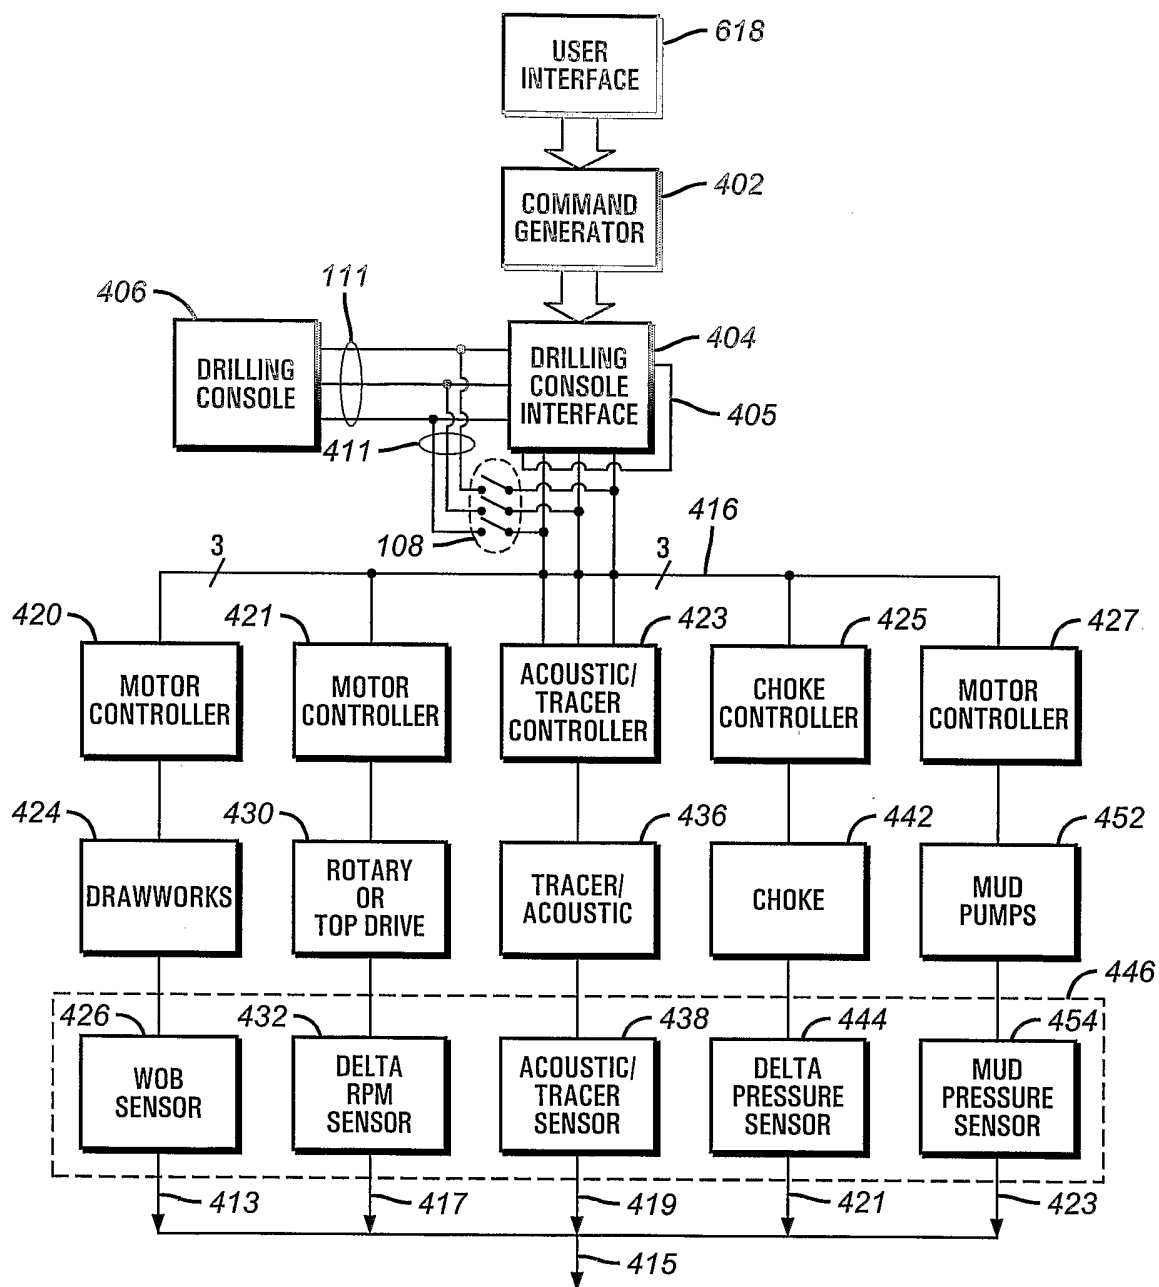 618
USER
INTERFACE
402
COMMAND
GENERATOR
111
406
404
DRILLING
CONSOLE
DRILLING
CONSOLE
INTERFACE
405
411
108
416
3
3
420
421
423
425
427
MOTOR
CONTROLLER
MOTOR
CONTROLLER
ACOUSTIC/
TRACER
CONTROLLER
CHOKE
CONTROLLER
MOTOR
CONTROLLER
424
430
436
442
452
DRAWWORKS
ROTARY
OR
TOP DRIVE
TRACER/
ACOUSTIC
CHOKE
MUD
PUMPS
446
426
432
438
444
454
WOB
SENSOR
DELTA
RPM
SENSOR
ACOUSTIC/
TRACER
SENSOR
DELTA
PRESSURE
SENSOR
MUD
PRESSURE
SENSOR
413
417
419
421
423
415